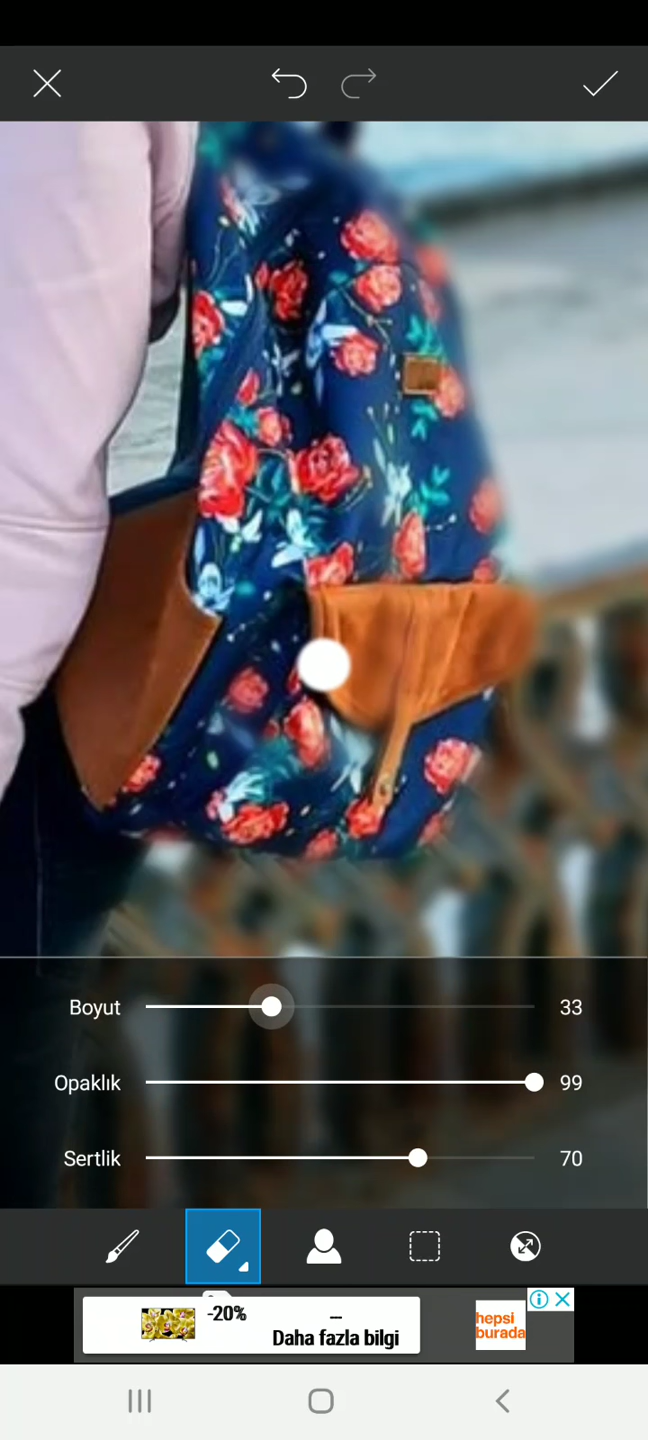 Boyut 33
Opaklık 99
Sertlik 70
-20%
Daha fazla bilgi
hepsi
burada